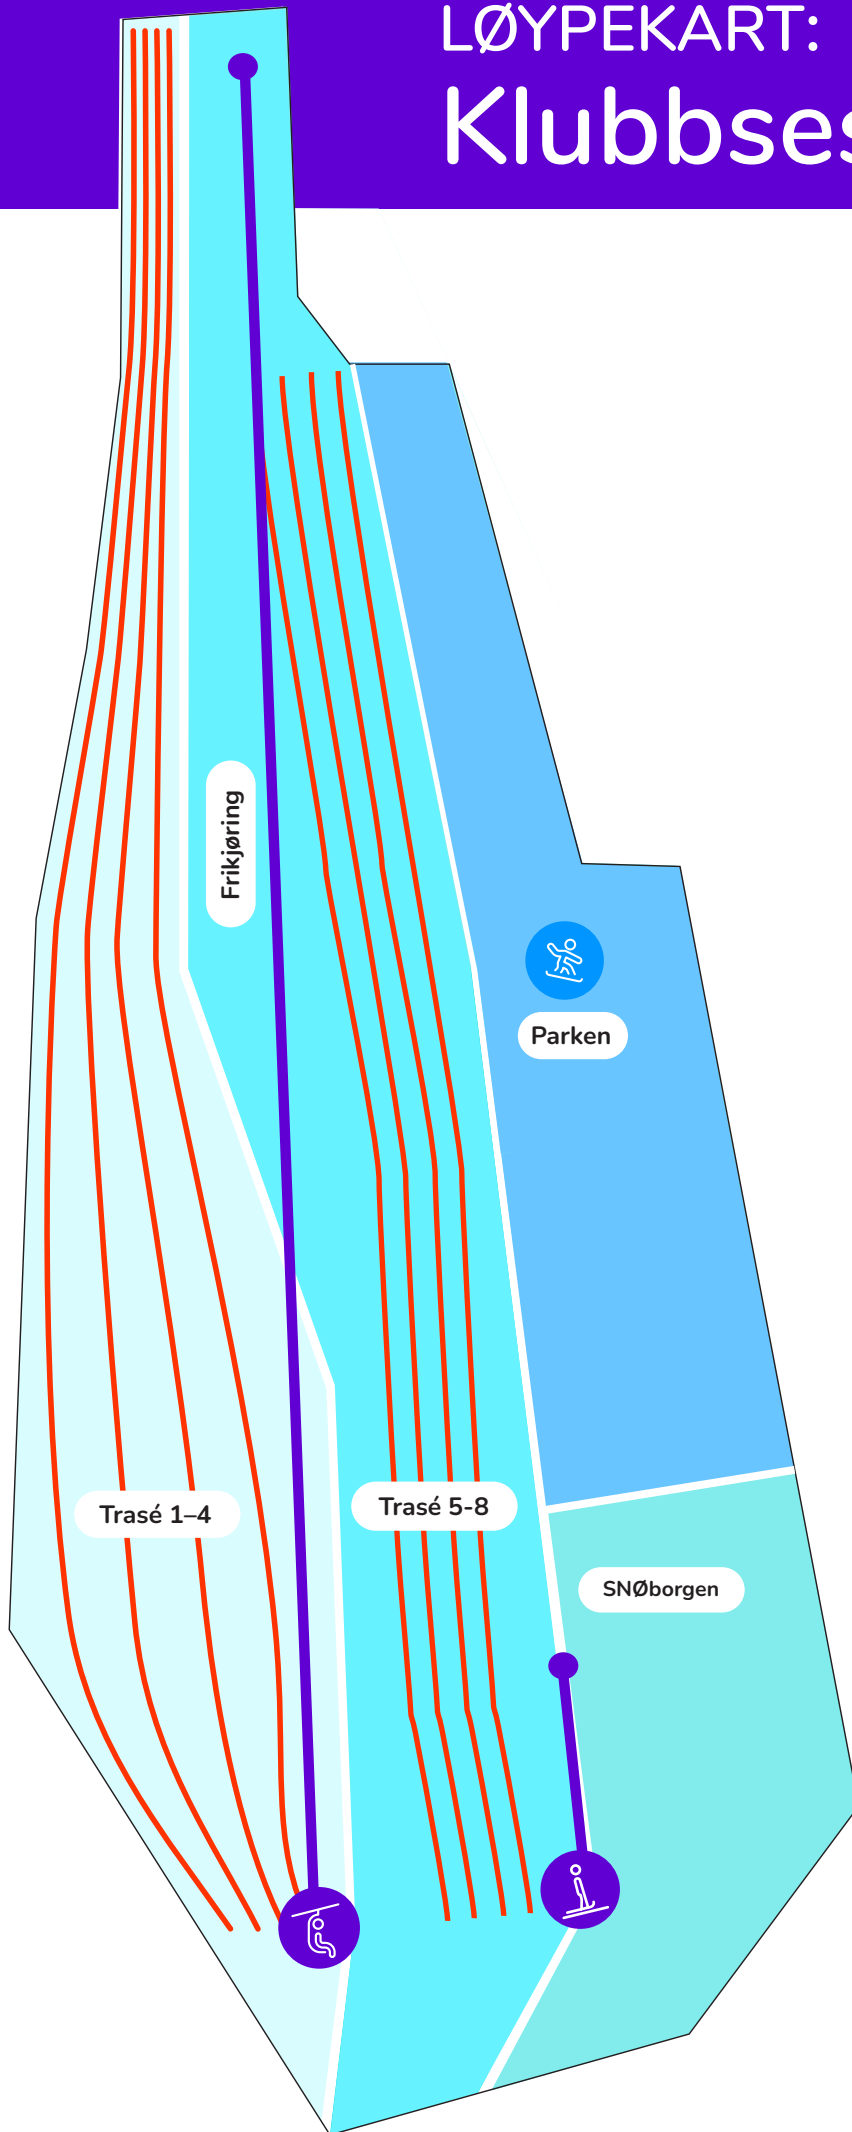 LØYPEKART:
Frikjøring
Parken
Trasé 1–4
Trasé 5-8
SNØborgen